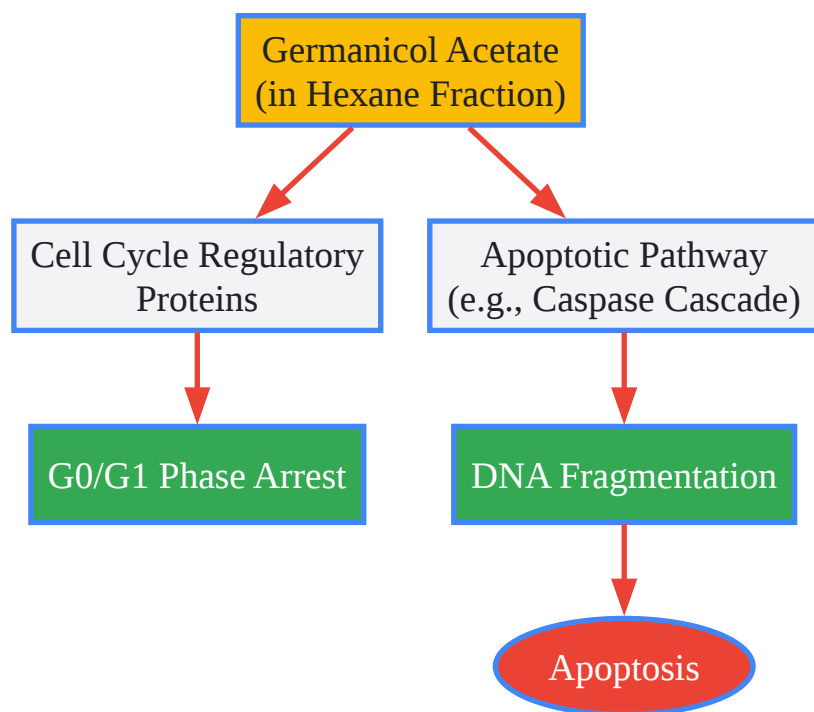 Germanicol Acetate
(in Hexane Fraction)
Cell Cycle Regulatory
Proteins
Apoptotic Pathway
(e.g., Caspase Cascade)
G0/G1 Phase Arrest
DNA Fragmentation
Apoptosis